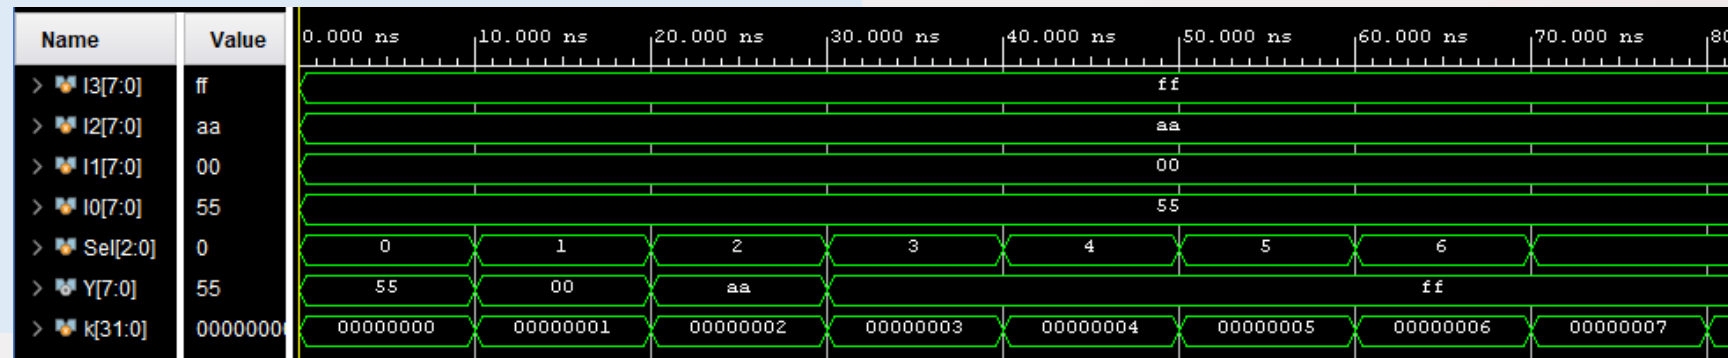 Name Value 0.000 ns 10.000 ns 20.000 ns 30.000 ns 40.000 ns 50.000 ns 60.000 ns 70.000 ns 80
I3[7:0] ff ff
I2[7:0] aa aa
I1[7:0] 00 00
I0[7:0] 55 55
Sel[2:0] 0 0 1 2 3 4 5 6
Y[7:0] 55 55 00 aa ff
k[31:0] 0000000 00000000 00000001 00000002 00000003 00000004 00000005 00000006 00000007